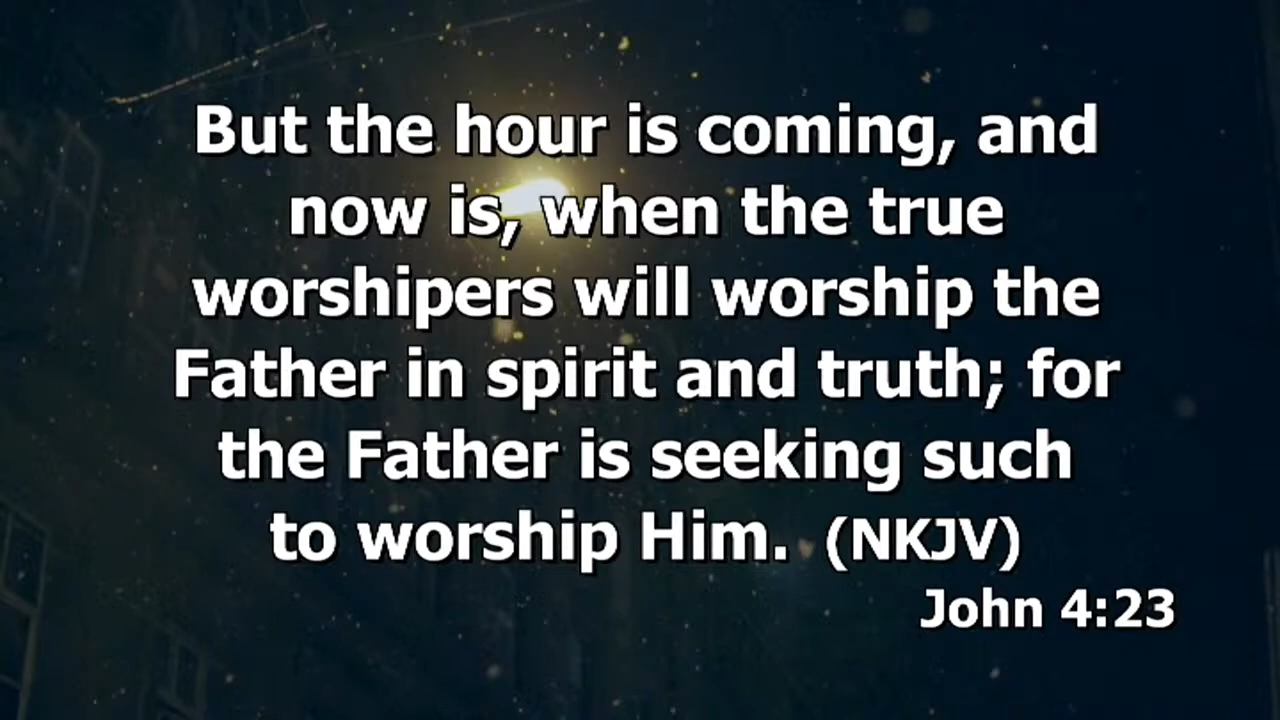 But the hour is coming, and
now is, when the true
worshipers will worship the
Father in spirit and truth; for
the Father is seeking such
to worship Him. (NKJV)
John 4:23